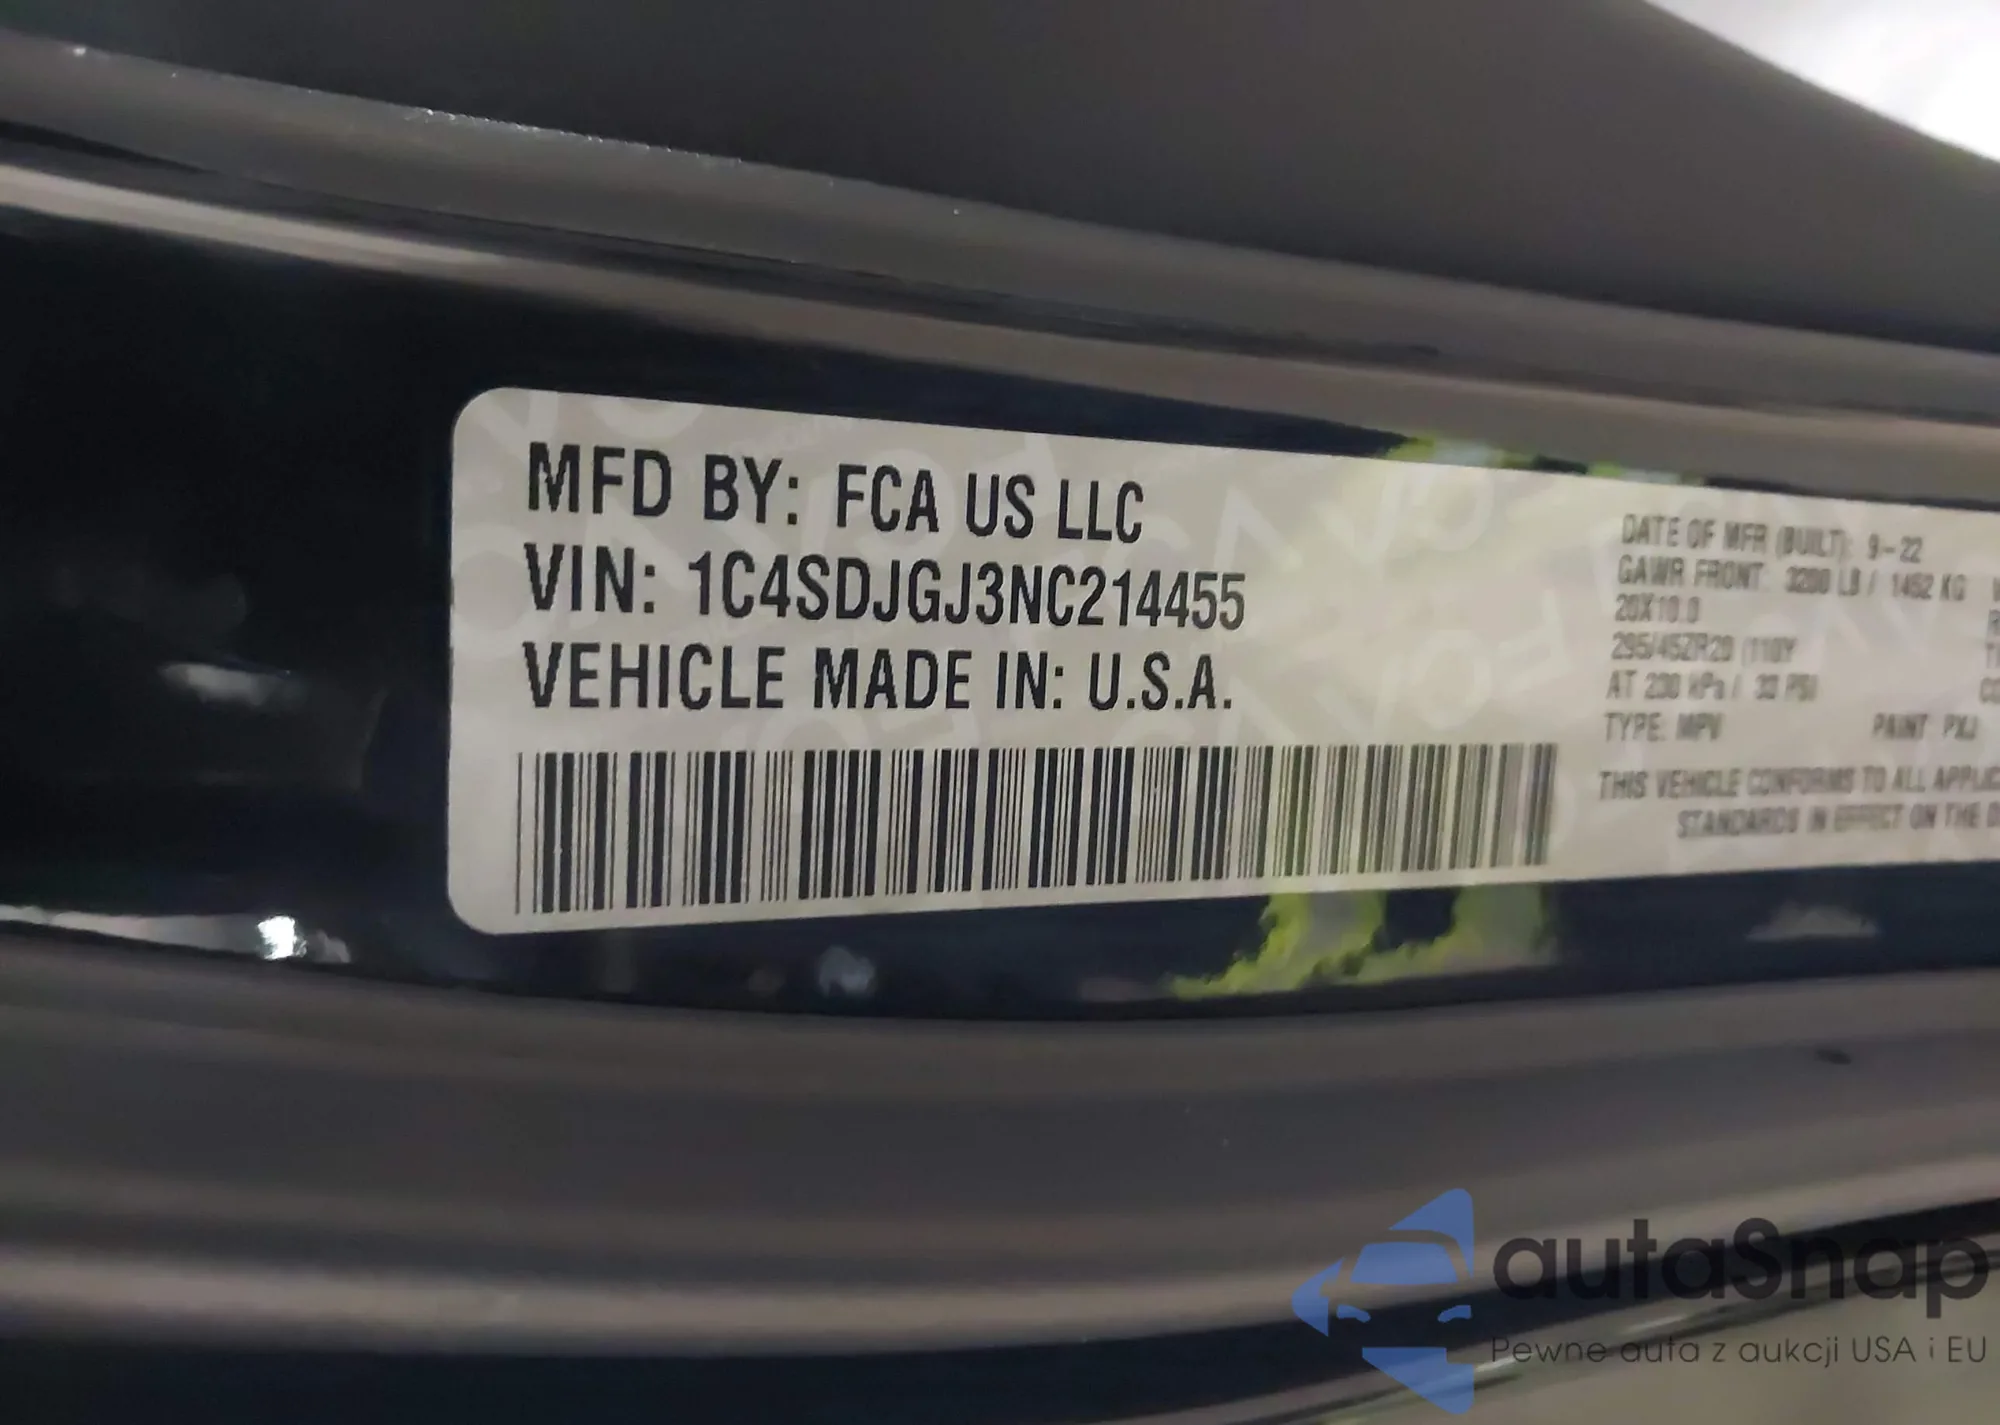 MFD BY: FCA US LLC
VIN: 1C4SDJGJ3NC214455
VEHICLE MADE IN: U.S.A.
DATE OF MFR (BUILT): 9-22
GAWR FRONT: 3200 LB / 1452 KG
20X10.0
295/45ZR20 (110Y
AT 230 kPa / 33 PSI
TYPE: MPV PAINT: PXJ
THIS VEHICLE CONFORMS TO ALL
STANDARDS IN EFFECT ON THE
autaSnap
Pewne auta z aukcji USA i EU